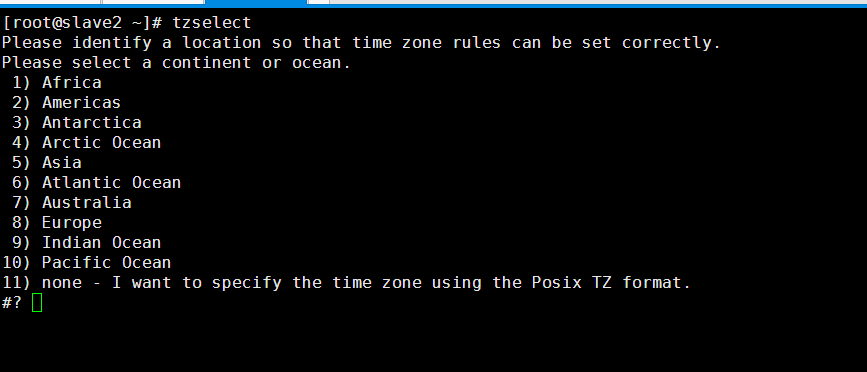 [root@slave2 ~]# tzselect
Please identify a location so that time zone rules can be set correctly.
Please select a continent or ocean.
 1) Africa
 2) Americas
 3) Antarctica
 4) Arctic Ocean
 5) Asia
 6) Atlantic Ocean
 7) Australia
 8) Europe
 9) Indian Ocean
10) Pacific Ocean
11) none - I want to specify the time zone using the Posix TZ format.
#?